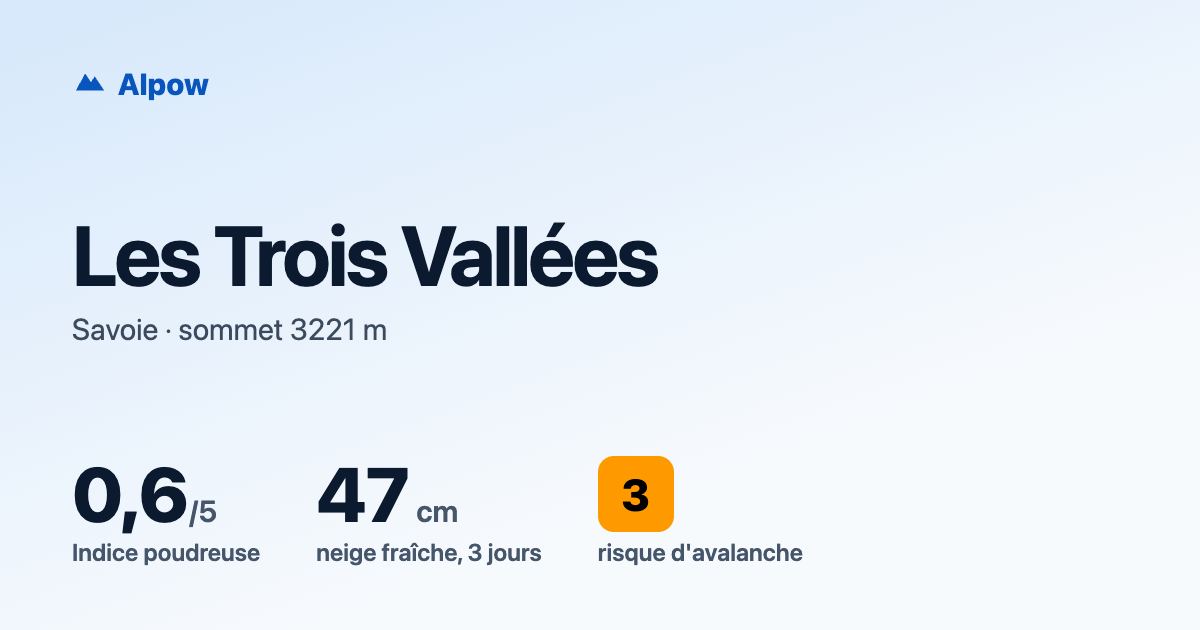 Alpow
Les Trois Vallées
Savoie · sommet 3221 m
0,6/5
Indice poudreuse
47 cm
neige fraîche, 3 jours
3
risque d'avalanche